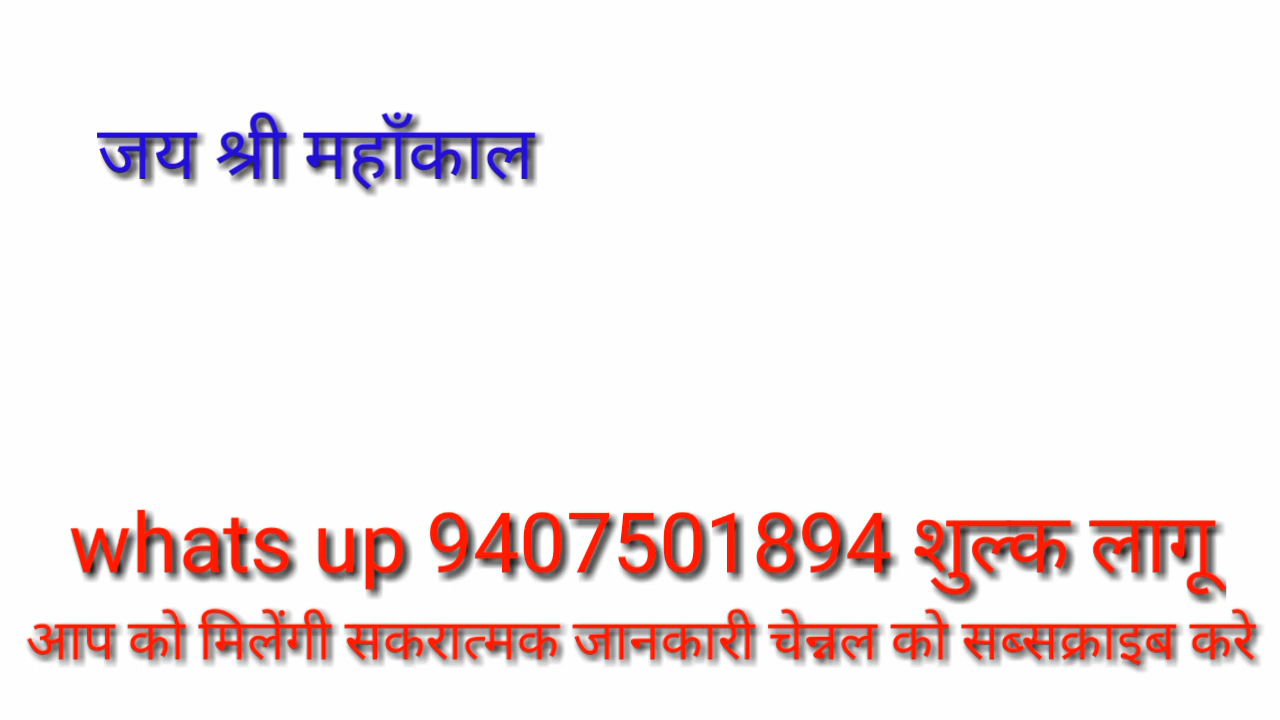 जय श्री महाँकाल
whats up 9407501894 शुल्क लागू
आप को मिलेंगी सकरात्मक जानकारी चेन्नल को सब्सक्राइब करे